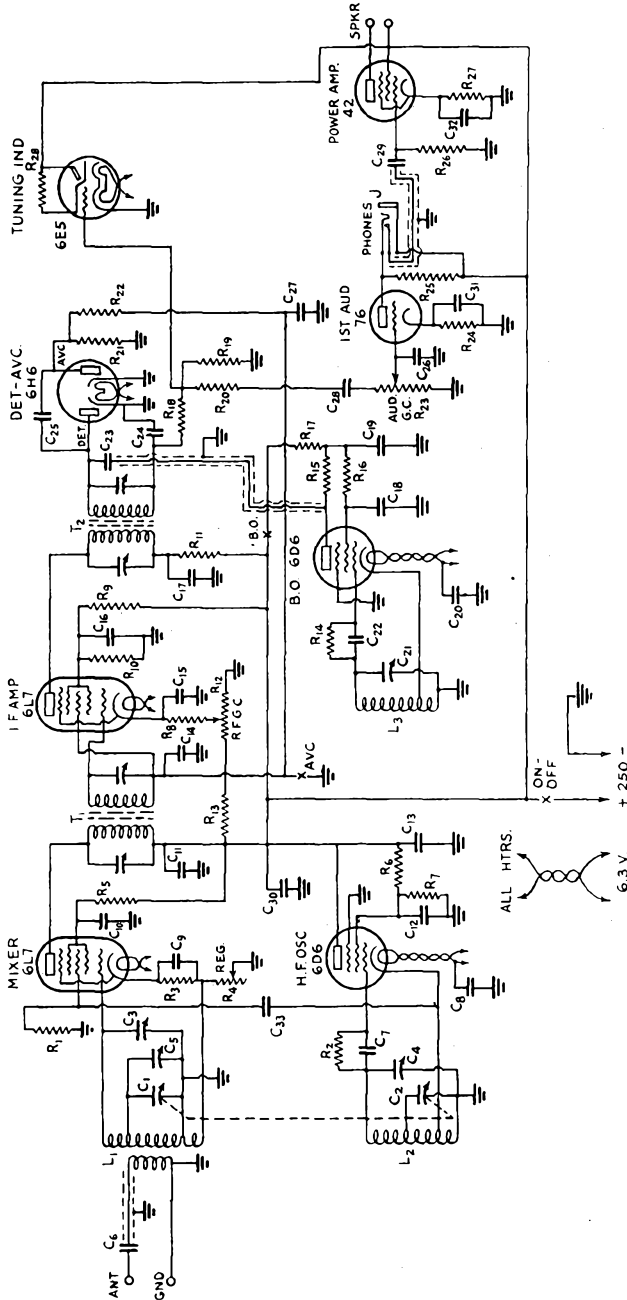 ANT
GND
C6
L1
C1
C5
C3
R1
MIXER
6L7
C10
R5
C9
R3
R4
REG.
T1
C11
R13
C30
C33
I F AMP
6L7
R10
C16
R9
R8
C15
C14
R12
R F G C
AVC
T2
C17
R11
B.O.
DET-AVC.
6H6
C25
DET.
AVC
C23
C24
R21
R22
R18
R19
R20
C27
C28
TUNING IND
6E5
R28
H.F. OSC
6D6
R2
C7
C4
C2
L2
C8
C12
R7
R6
C13
B.O 6D6
R14
C22
C21
L3
C20
R15
R16
R17
C18
C19
AUD.
G.C.
R23
C26
1ST AUD
76
R24
C31
R25
PHONES
J
C29
R26
POWER AMP.
42
C32
R27
SPKR
ALL HTRS.
6.3 V
ON-
OFF
+ 250 -